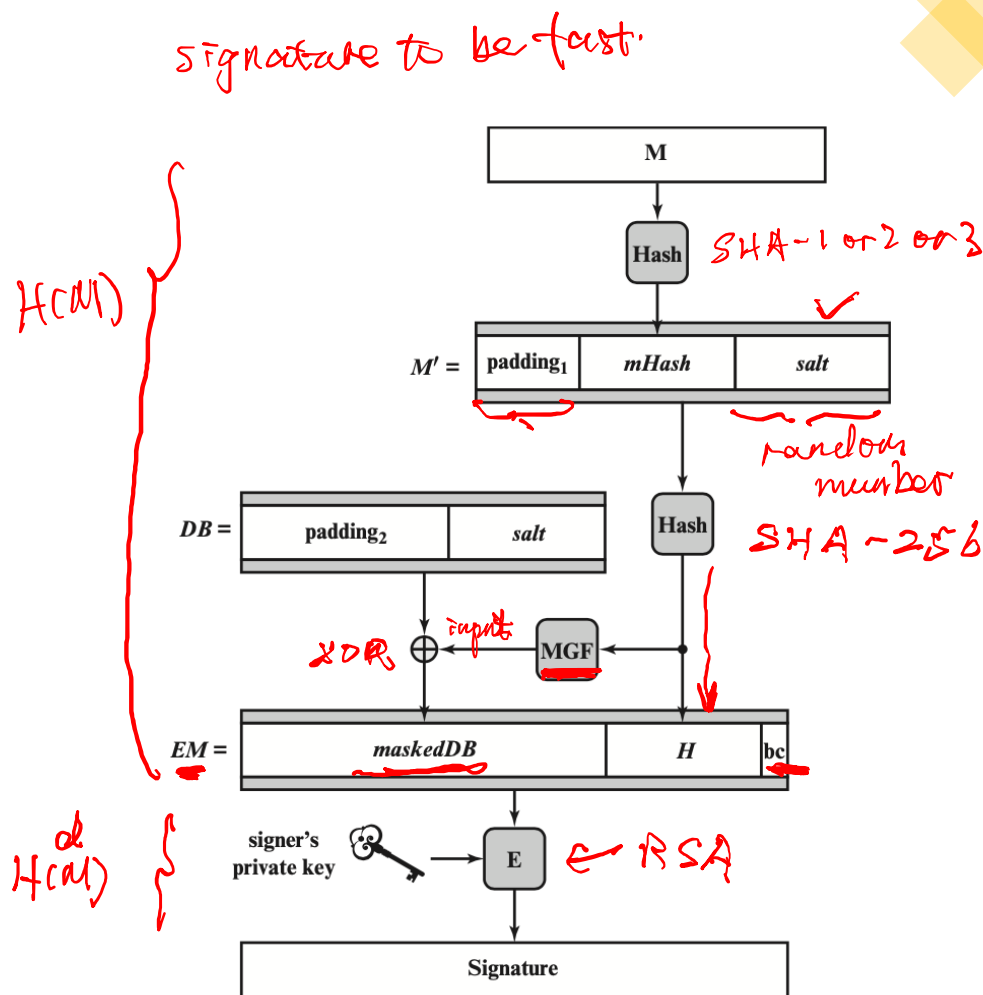 signature to be fast.
M
Hash
SHA-1 or 2 or 3
H(M)
M' =
padding₁
mHash
salt
random
number
DB =
padding₂
salt
Hash
SHA-256
XOR
input
MGF
EM =
maskedDB
H
bc
H(M)ᵈ
signer's
private key
E
← RSA
Signature